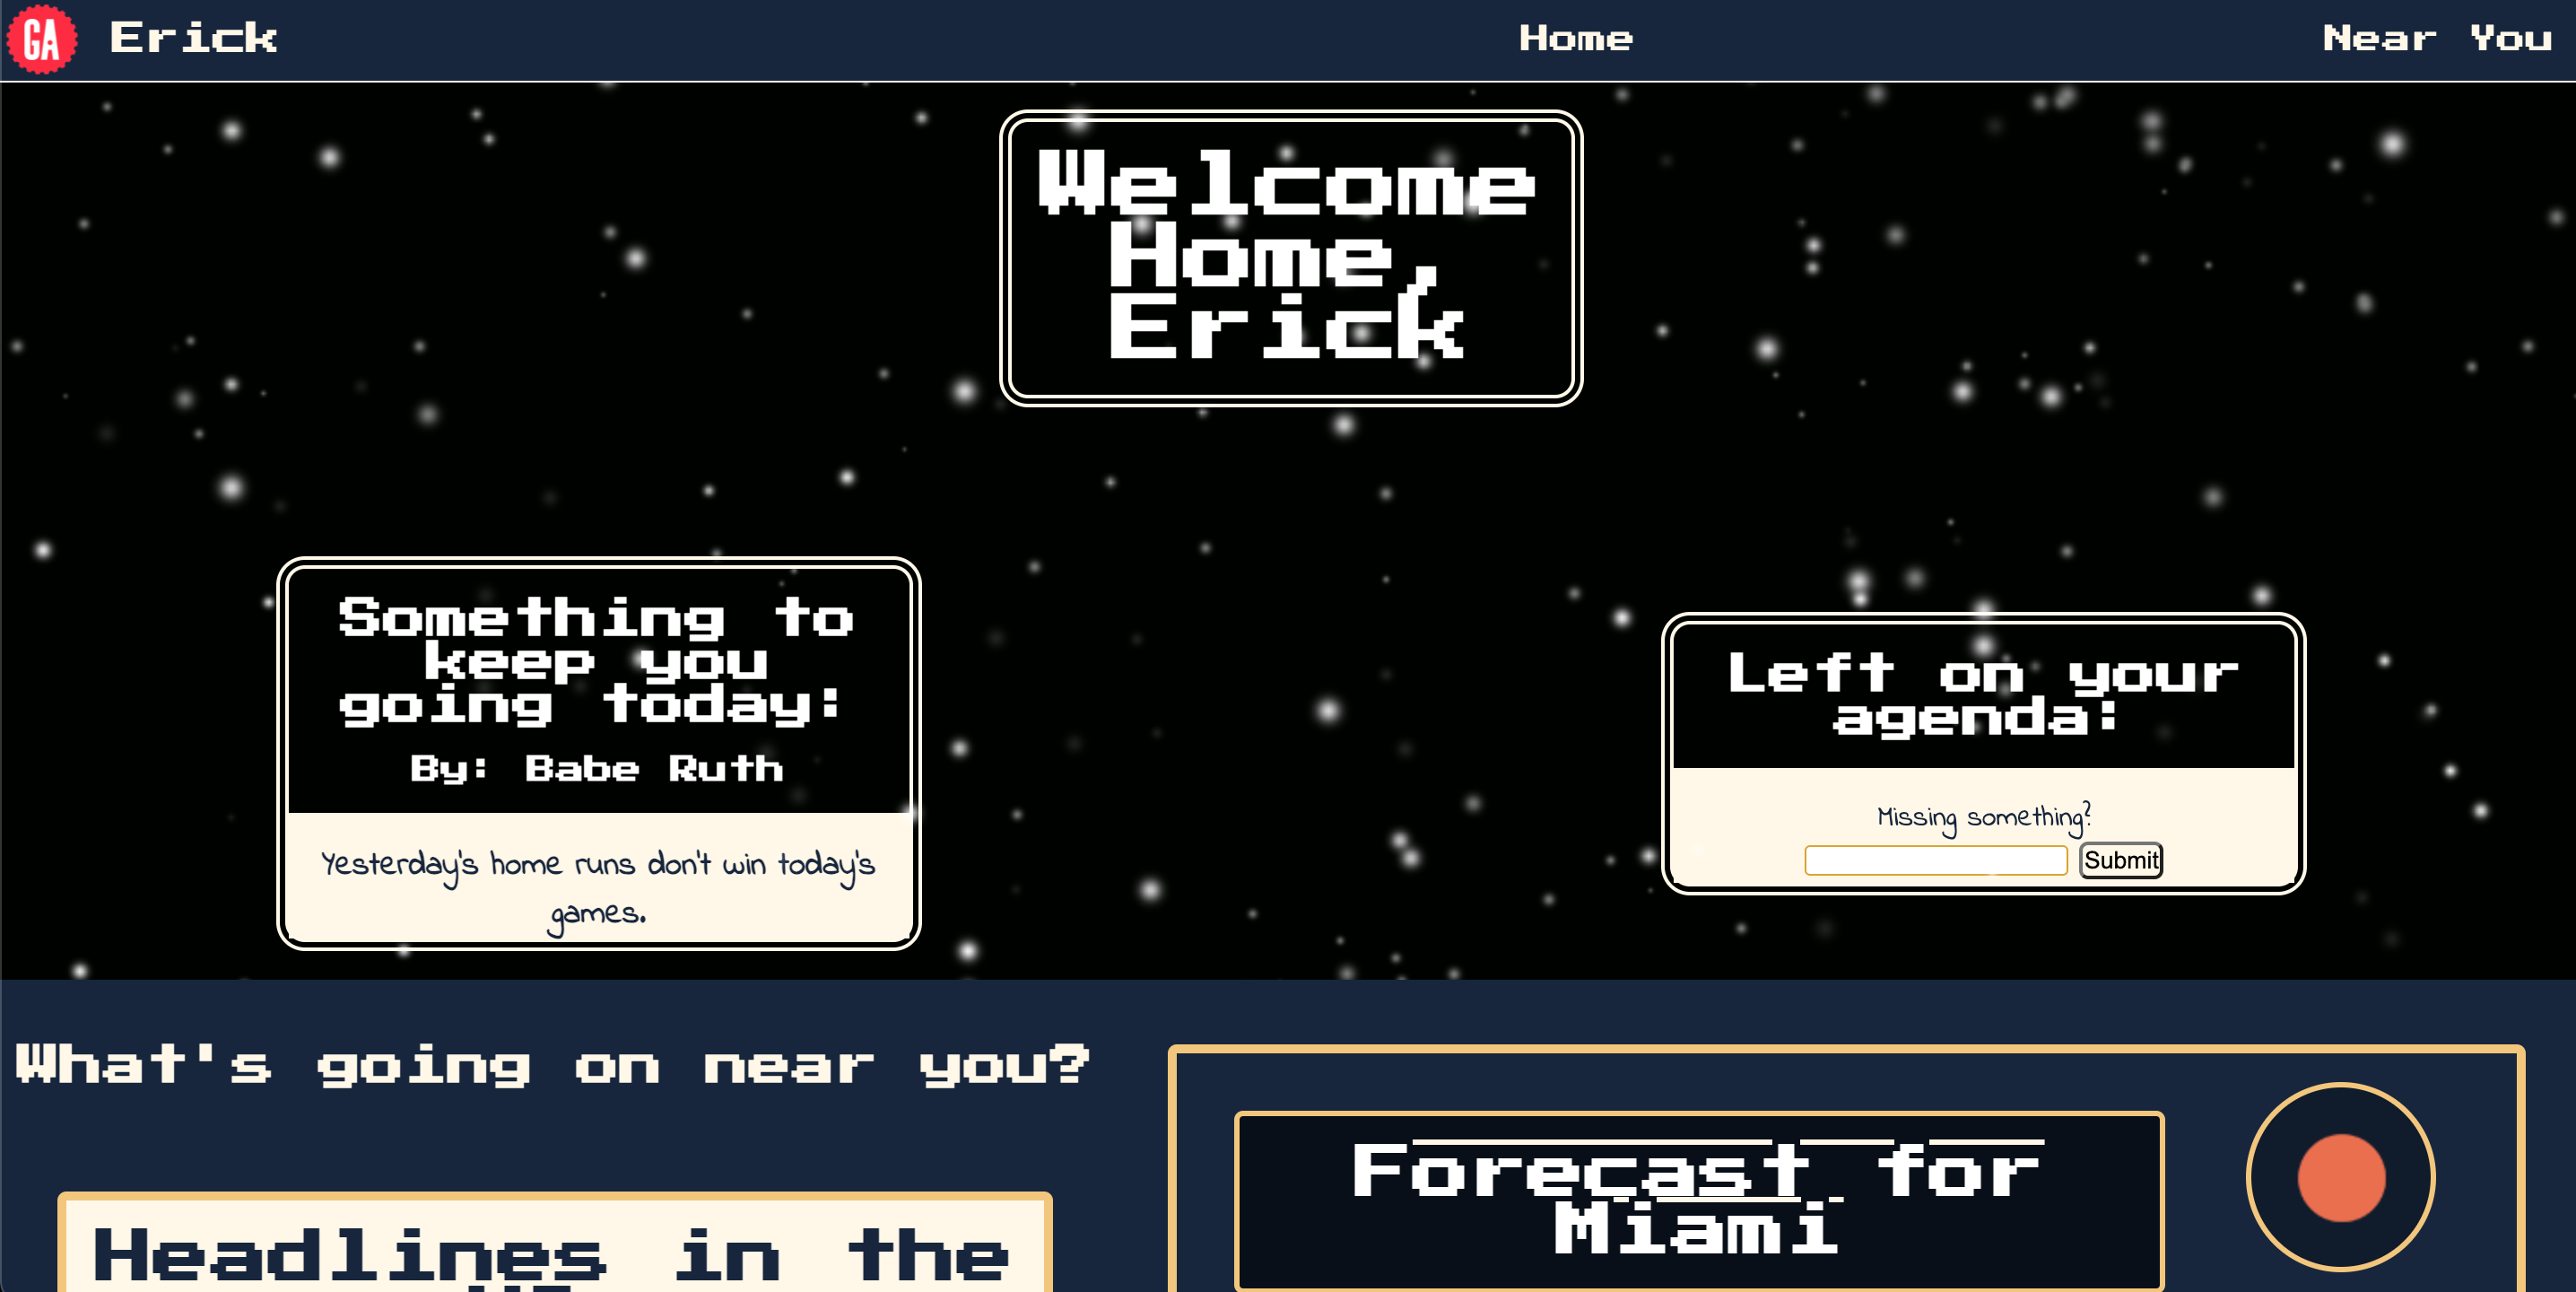 GA Erick Home Near You
Welcome
Home,
Erick
Something to
keep you
going today:
By: Babe Ruth
Yesterday's home runs don't win today's
games.
Left on your
agenda:
Missing something?
Submit
What's going on near you?
Headlines in the
Forecast for
Miami